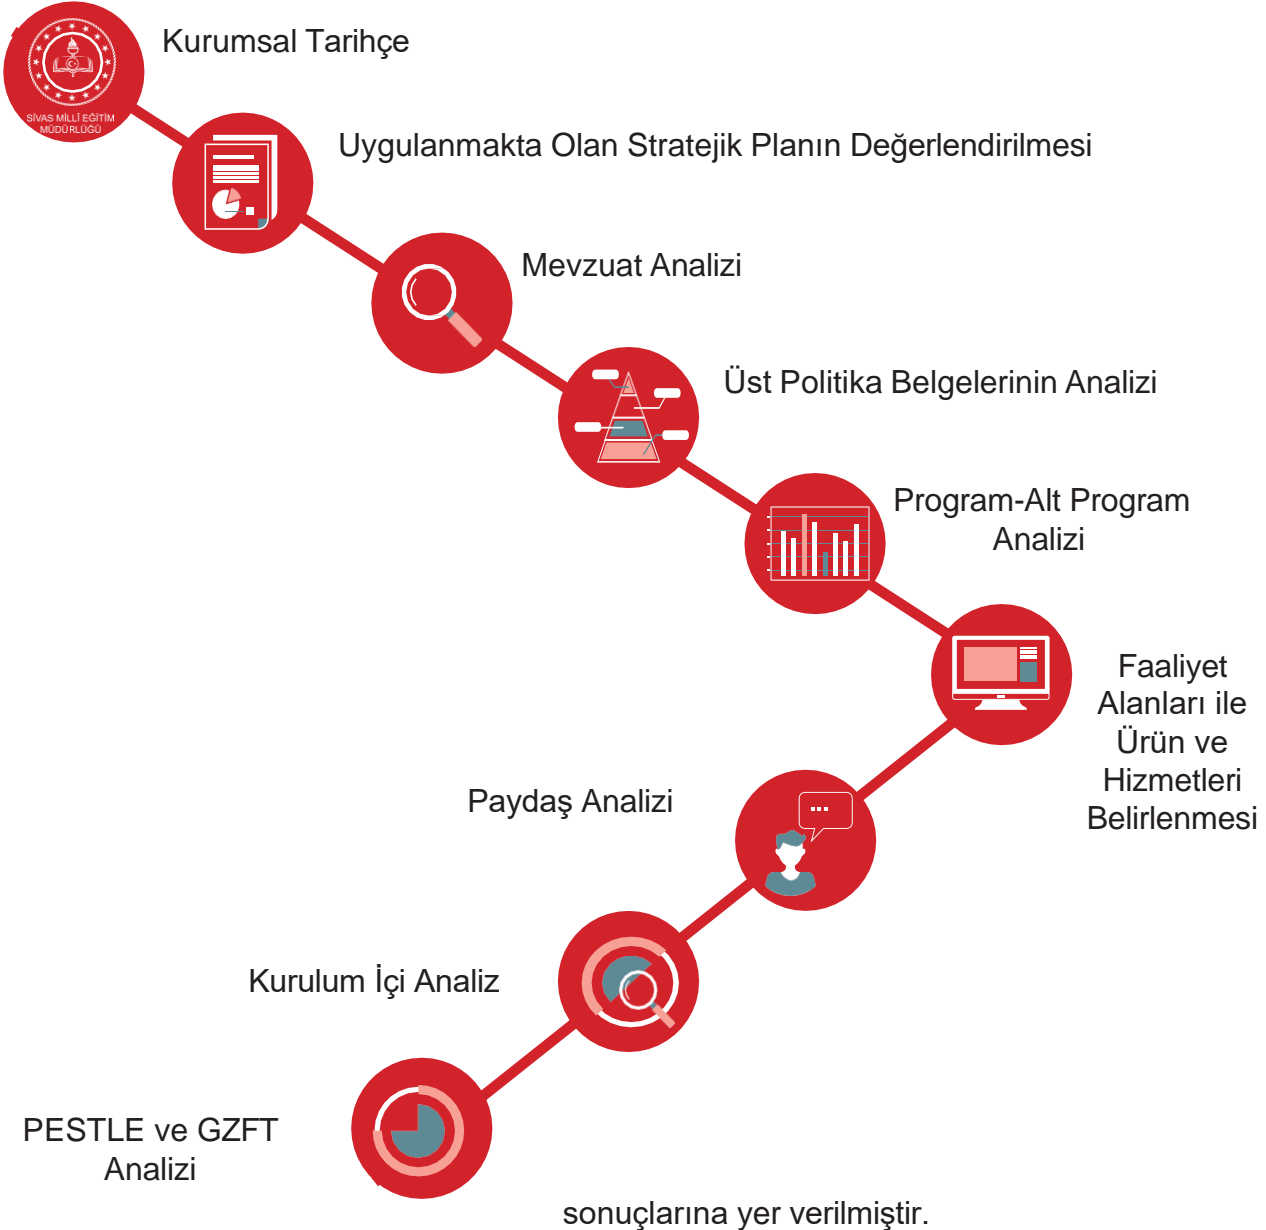 Kurumsal Tarihçe
SİVAS MİLLÎ EĞİTİM
MÜDÜRLÜĞÜ
Uygulanmakta Olan Stratejik Planın Değerlendirilmesi
Mevzuat Analizi
Üst Politika Belgelerinin Analizi
Program-Alt Program
Analizi
Faaliyet
Alanları ile
Ürün ve
Hizmetleri
Belirlenmesi
Paydaş Analizi
Kurulum İçi Analiz
PESTLE ve GZFT
Analizi
sonuçlarına yer verilmiştir.